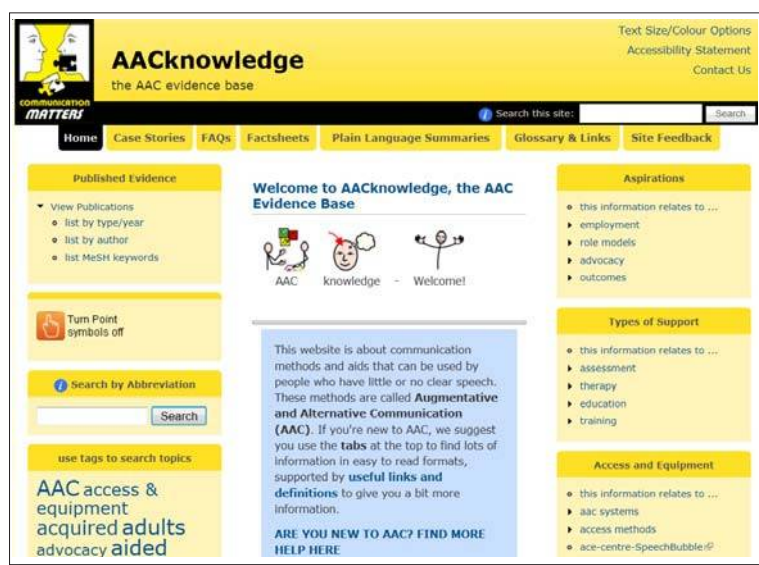 Text Size/Colour Options
Accessibility Statement
Contact Us
AACknowledge
the AAC evidence base
COMMUNICATION
MATTERS
Search this site:
Search
Home
Case Stories
FAQs
Factsheets
Plain Language Summaries
Glossary & Links
Site Feedback
Published Evidence
View Publications
list by type/year
list by author
list MeSH keywords
Turn Point
symbols off
Search by Abbreviation
Search
use tags to search topics
AAC access &
equipment
acquired adults
advocacy aided
Welcome to AACknowledge, the AAC
Evidence Base
AAC knowledge - Welcome!
This website is about communication
methods and aids that can be used by
people who have little or no clear speech.
These methods are called Augmentative
and Alternative Communication
(AAC). If you're new to AAC, we suggest
you use the tabs at the top to find lots of
information in easy to read formats,
supported by useful links and
definitions to give you a bit more
information.
ARE YOU NEW TO AAC? FIND MORE
HELP HERE
Aspirations
this information relates to ...
employment
role models
advocacy
outcomes
Types of Support
this information relates to ...
assessment
therapy
education
training
Access and Equipment
this information relates to ...
aac systems
access methods
ace-centre-SpeechBubble